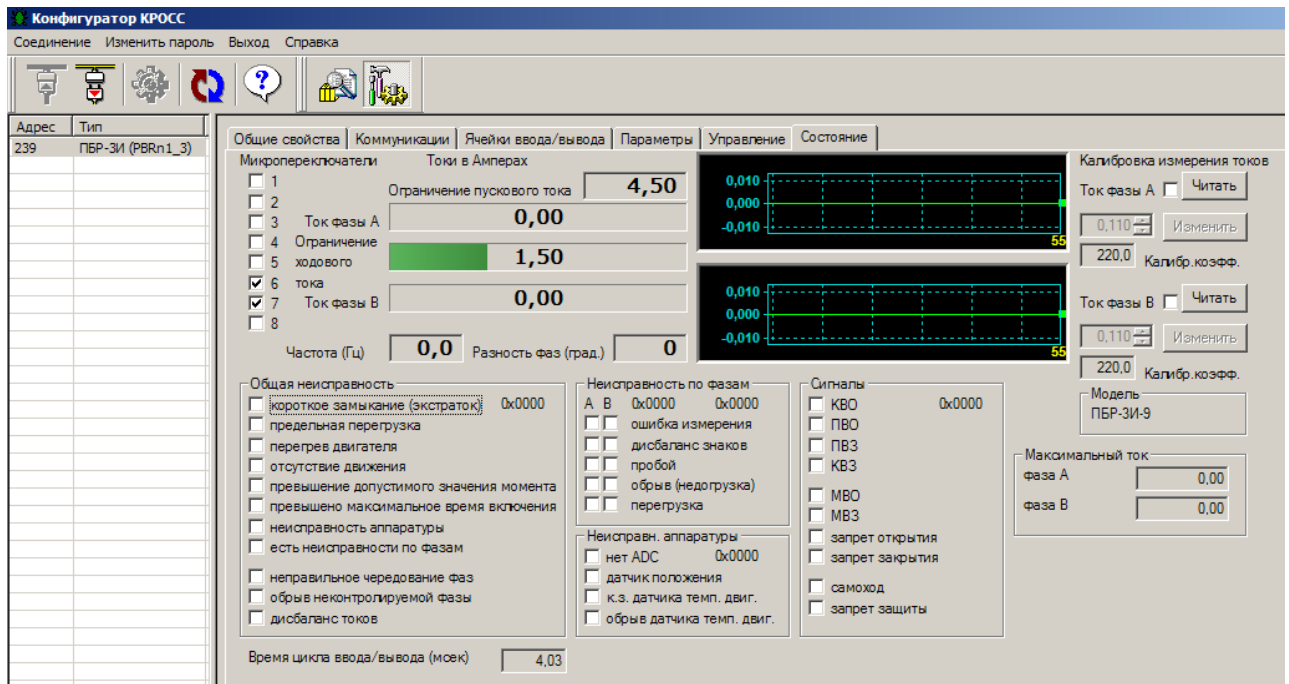 Конфигуратор КРОСС
Соединение Изменить пароль Выход Справка
?
Адрес Тип
239 ПБР-3И (PBRn1_3)
Общие свойства Коммуникации Ячейки ввода/вывода Параметры Управление Состояние
Микропереключатели Токи в Амперах
1
2
3
4
5
6
7
8
Ограничение пускового тока 4,50
Ток фазы A 0,00
Ограничение
ходового 1,50
тока
Ток фазы B 0,00
Частота (Гц) 0,0 Разность фаз (град.) 0
0,010
0,000
-0,010
55
0,010
0,000
-0,010
55
Калибровка измерения токов
Ток фазы A Читать
0,110 Изменить
220,0 Калибр.коэфф.
Ток фазы B Читать
0,110 Изменить
220,0 Калибр.коэфф.
Модель
ПБР-3И-9
Максимальный ток
фаза A 0,00
фаза B 0,00
Общая неисправность
короткое замыкание (экстраток) 0x0000
предельная перегрузка
перегрев двигателя
отсутствие движения
превышение допустимого значения момента
превышено максимальное время включения
неисправность аппаратуры
есть неисправности по фазам
неправильное чередование фаз
обрыв неконтролируемой фазы
дисбаланс токов
Неисправность по фазам
A B 0x0000 0x0000
ошибка измерения
дисбаланс знаков
пробой
обрыв (недогрузка)
перегрузка
Неисправн. аппаратуры
нет ADC 0x0000
датчик положения
к.з. датчика темп. двиг.
обрыв датчика темп. двиг.
Сигналы
КВО 0x0000
ПВО
ПВЗ
КВЗ
МВО
МВЗ
запрет открытия
запрет закрытия
самоход
запрет защиты
Время цикла ввода/вывода (мсек) 4,03